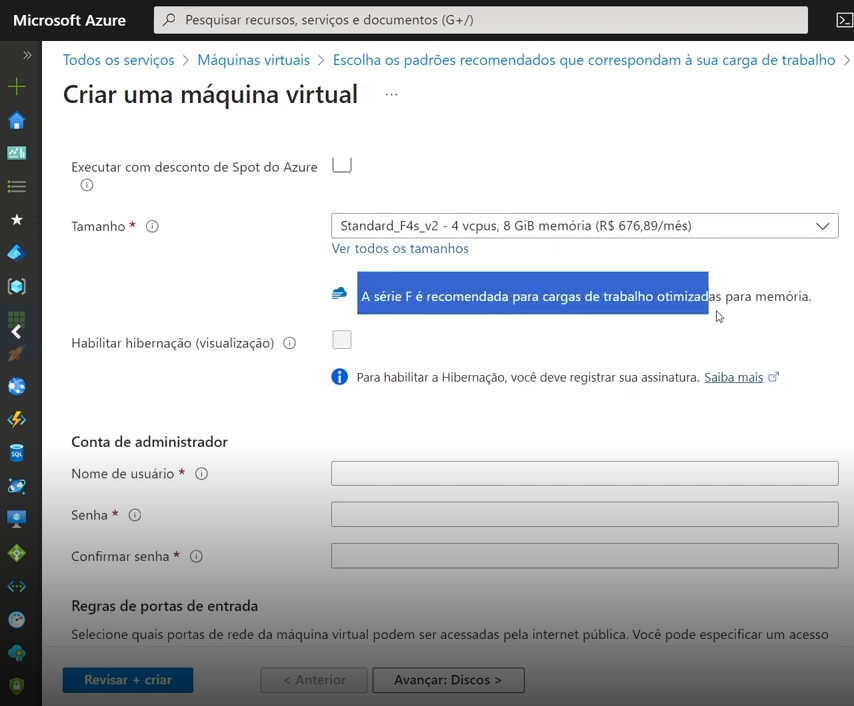 Microsoft Azure
Pesquisar recursos, serviços e documentos (G+/)
Todos os serviços > Máquinas virtuais > Escolha os padrões recomendados que correspondam à sua carga de trabalho >
Criar uma máquina virtual ...
Executar com desconto de Spot do Azure
Tamanho *
Standard_F4s_v2 - 4 vcpus, 8 GiB memória (R$ 676,89/mês)
Ver todos os tamanhos
A série F é recomendada para cargas de trabalho otimizadas para memória.
Habilitar hibernação (visualização)
Para habilitar a Hibernação, você deve registrar sua assinatura. Saiba mais
Conta de administrador
Nome de usuário *
Senha *
Confirmar senha *
Regras de portas de entrada
Selecione quais portas de rede da máquina virtual podem ser acessadas pela internet pública. Você pode especificar um acesso
Revisar + criar
< Anterior
Avançar: Discos >